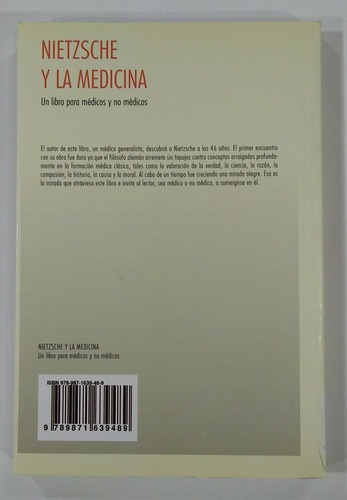 NIETZSCHE
Y LA MEDICINA
Un libro para médicos y no médicos
El autor de este libro, un médico generalista, descubrió a Nietzsche a los 46 años. El primer encuentro
con su obra fue duro ya que el filósofo alemán arremete sin tapujos contra conceptos arraigados profunda-
mente en la formación médica clásica, tales como la valoración de la verdad, la ciencia, la razón, la
compasión, la historia, la causa y la moral. Al cabo de un tiempo fue creciendo una mirada alegre. Esa es
la mirada que atraviesa este libro e invita al lector, sea médico o no médico, a sumergirse en él.
NIETZSCHE Y LA MEDICINA
Un libro para médicos y no médicos
ISBN 978-987-1639-48-9
9 789871 639489